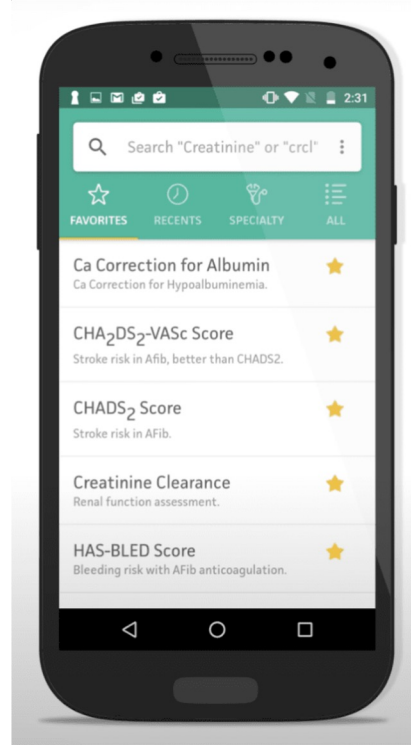 2:31
Search "Creatinine" or "crcl"
FAVORITES RECENTS SPECIALTY ALL
Ca Correction for Albumin
Ca Correction for Hypoalbuminemia.
CHA₂DS₂-VASc Score
Stroke risk in Afib, better than CHADS2.
CHADS₂ Score
Stroke risk in AFib.
Creatinine Clearance
Renal function assessment.
HAS-BLED Score
Bleeding risk with AFib anticoagulation.